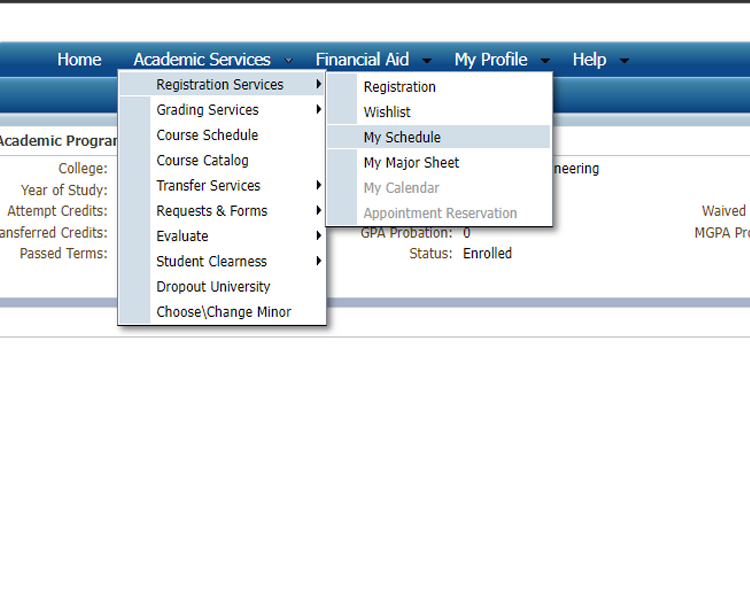 Home Academic Services Financial Aid My Profile Help
Registration Services
Grading Services
Course Schedule
Course Catalog
Transfer Services
Requests & Forms
Evaluate
Student Clearness
Dropout University
Choose\Change Minor
Registration
Wishlist
My Schedule
My Major Sheet
My Calendar
Appointment Reservation
Academic Program
College: neering
Year of Study:
Attempt Credits: Waived
ansferred Credits: GPA Probation: 0 MGPA Pro
Passed Terms: Status: Enrolled